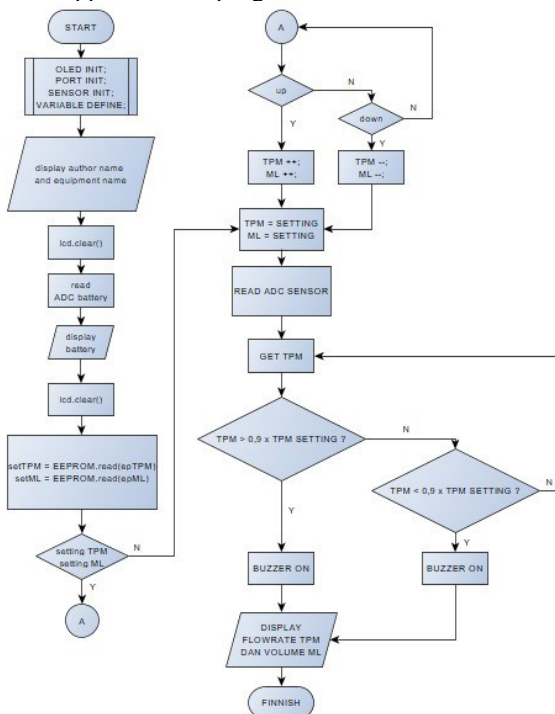 START
OLED INIT;
PORT INIT;
SENSOR INIT;
VARIABLE DEFINE;
display author name
and equipment name
lcd.clear()
read
ADC battery
display
battery
lcd.clear()
setTPM = EEPROM.read(epTPM)
setML = EEPROM.read(epML)
setting TPM
setting ML
N
Y
A
A
up
N
down
N
Y
Y
TPM ++;
ML ++;
TPM --;
ML --;
TPM = SETTING
ML = SETTING
READ ADC SENSOR
GET TPM
TPM > 0,9 x TPM SETTING ?
N
TPM < 0,9 x TPM SETTING ?
N
Y
Y
BUZZER ON
BUZZER ON
DISPLAY
FLOWRATE TPM
DAN VOLUME ML
FINNISH